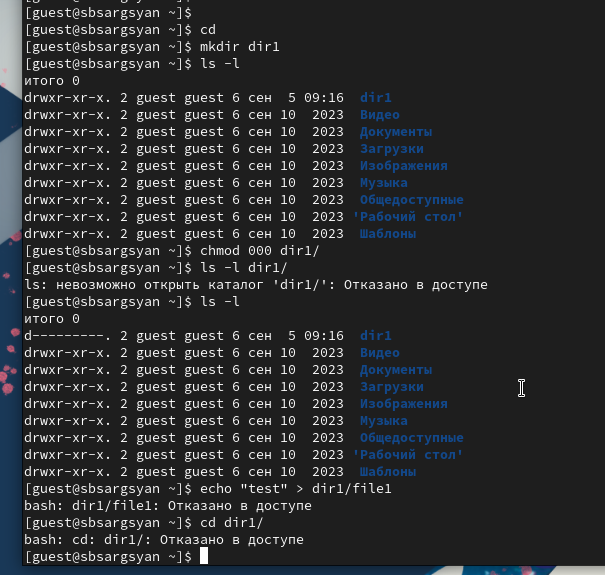 [guest@sbsargsyan ~]$
[guest@sbsargsyan ~]$ cd
[guest@sbsargsyan ~]$ mkdir dir1
[guest@sbsargsyan ~]$ ls -l
итого 0
drwxr-xr-x. 2 guest guest 6 сен  5 09:16  dir1
drwxr-xr-x. 2 guest guest 6 сен 10  2023  Видео
drwxr-xr-x. 2 guest guest 6 сен 10  2023  Документы
drwxr-xr-x. 2 guest guest 6 сен 10  2023  Загрузки
drwxr-xr-x. 2 guest guest 6 сен 10  2023  Изображения
drwxr-xr-x. 2 guest guest 6 сен 10  2023  Музыка
drwxr-xr-x. 2 guest guest 6 сен 10  2023  Общедоступные
drwxr-xr-x. 2 guest guest 6 сен 10  2023 'Рабочий стол'
drwxr-xr-x. 2 guest guest 6 сен 10  2023  Шаблоны
[guest@sbsargsyan ~]$ chmod 000 dir1/
[guest@sbsargsyan ~]$ ls -l dir1/
ls: невозможно открыть каталог 'dir1/': Отказано в доступе
[guest@sbsargsyan ~]$ ls -l
итого 0
d---------. 2 guest guest 6 сен  5 09:16  dir1
drwxr-xr-x. 2 guest guest 6 сен 10  2023  Видео
drwxr-xr-x. 2 guest guest 6 сен 10  2023  Документы
drwxr-xr-x. 2 guest guest 6 сен 10  2023  Загрузки
drwxr-xr-x. 2 guest guest 6 сен 10  2023  Изображения
drwxr-xr-x. 2 guest guest 6 сен 10  2023  Музыка
drwxr-xr-x. 2 guest guest 6 сен 10  2023  Общедоступные
drwxr-xr-x. 2 guest guest 6 сен 10  2023 'Рабочий стол'
drwxr-xr-x. 2 guest guest 6 сен 10  2023  Шаблоны
[guest@sbsargsyan ~]$ echo "test" > dir1/file1
bash: dir1/file1: Отказано в доступе
[guest@sbsargsyan ~]$ cd dir1/
bash: cd: dir1/: Отказано в доступе
[guest@sbsargsyan ~]$